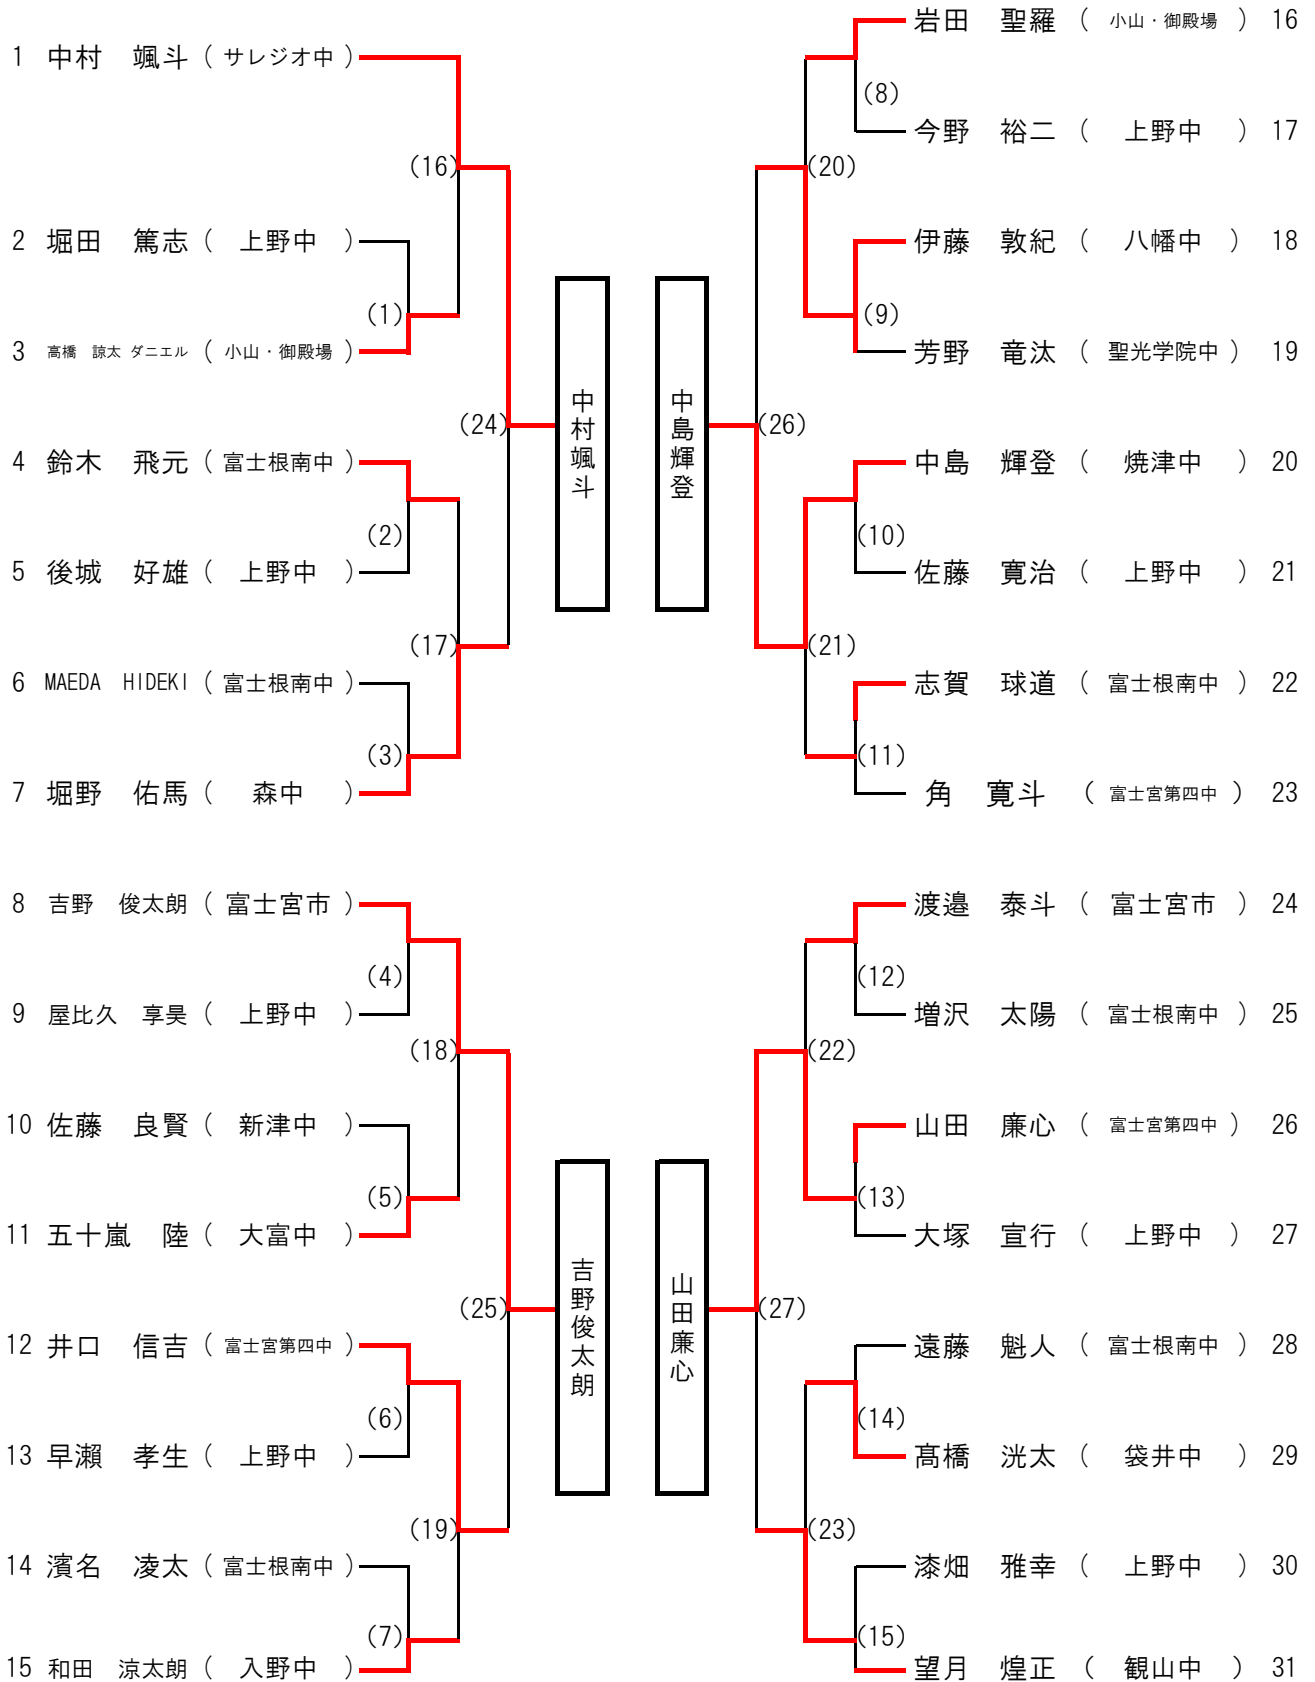 1 中村 颯斗 ( サレジオ中 )
(16)
2 堀田 篤志 ( 上野中 )
(1)
3 高橋 諒太 ダニエル ( 小山・御殿場 )
(24)
4 鈴木 飛元 ( 富士根南中 )
(2)
5 後城 好雄 ( 上野中 )
(17)
6 MAEDA HIDEKI ( 富士根南中 )
(3)
7 堀野 佑馬 ( 森中 )
中村颯斗
8 吉野 俊太朗 ( 富士宮市 )
(4)
9 屋比久 享昊 ( 上野中 )
(18)
10 佐藤 良賢 ( 新津中 )
(5)
11 五十嵐 陸 ( 大富中 )
(25)
12 井口 信吉 ( 富士宮第四中 )
(6)
13 早瀬 孝生 ( 上野中 )
(19)
14 濱名 凌太 ( 富士根南中 )
(7)
15 和田 涼太朗 ( 入野中 )
吉野俊太朗
岩田 聖羅 ( 小山・御殿場 ) 16
(8)
今野 裕二 ( 上野中 ) 17
(20)
伊藤 敦紀 ( 八幡中 ) 18
(9)
芳野 竜汰 ( 聖光学院中 ) 19
(26)
中島 輝登 ( 焼津中 ) 20
(10)
佐藤 寛治 ( 上野中 ) 21
(21)
志賀 球道 ( 富士根南中 ) 22
(11)
角 寛斗 ( 富士宮第四中 ) 23
中島輝登
渡邉 泰斗 ( 富士宮市 ) 24
(12)
増沢 太陽 ( 富士根南中 ) 25
(22)
山田 廉心 ( 富士宮第四中 ) 26
(13)
大塚 宣行 ( 上野中 ) 27
(27)
遠藤 魁人 ( 富士根南中 ) 28
(14)
髙橋 洸太 ( 袋井中 ) 29
(23)
漆畑 雅幸 ( 上野中 ) 30
(15)
望月 煌正 ( 観山中 ) 31
山田廉心